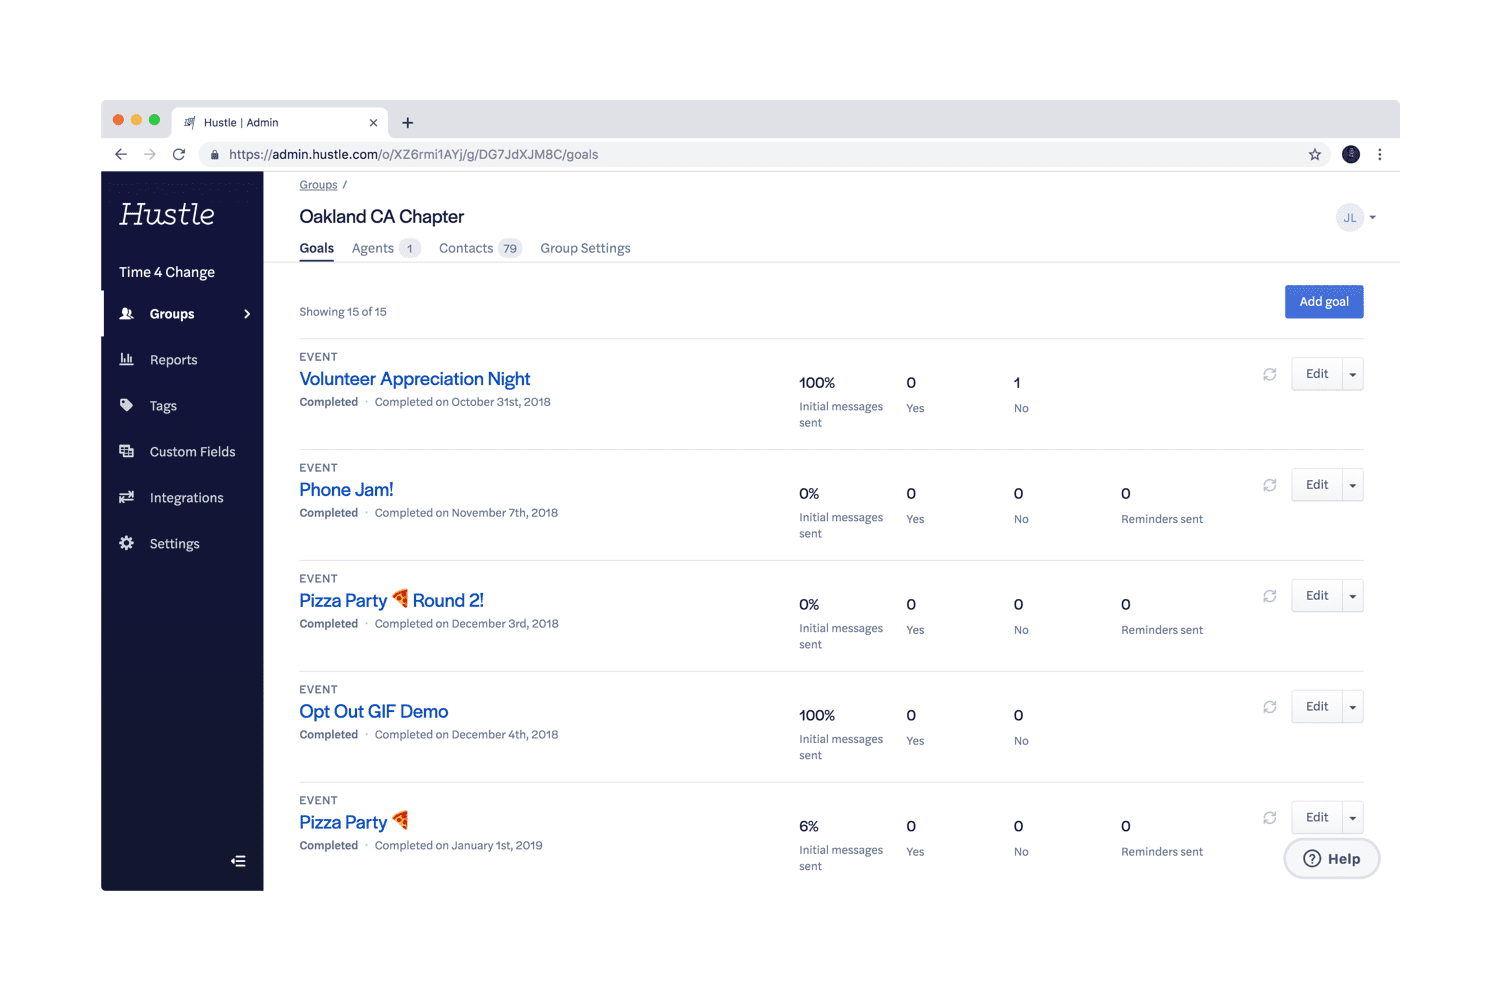 Hustle | Admin
https://admin.hustle.com/o/XZ6rmi1AYj/g/DG7JdXJM8C/goals
Hustle
Time 4 Change
Groups
Reports
Tags
Custom Fields
Integrations
Settings
Groups /
Oakland CA Chapter
JL
Goals Agents 1 Contacts 79 Group Settings
Showing 15 of 15
Add goal
EVENT
Volunteer Appreciation Night
Completed · Completed on October 31st, 2018
100% 0 1
Initial messages Yes No
sent
Edit
EVENT
Phone Jam!
Completed · Completed on November 7th, 2018
0% 0 0 0
Initial messages Yes No Reminders sent
sent
Edit
EVENT
Pizza Party 🍕 Round 2!
Completed · Completed on December 3rd, 2018
0% 0 0 0
Initial messages Yes No Reminders sent
sent
Edit
EVENT
Opt Out GIF Demo
Completed · Completed on December 4th, 2018
100% 0 0
Initial messages Yes No
sent
Edit
EVENT
Pizza Party 🍕
Completed · Completed on January 1st, 2019
6% 0 0 0
Initial messages Yes No Reminders sent
sent
Edit
Help